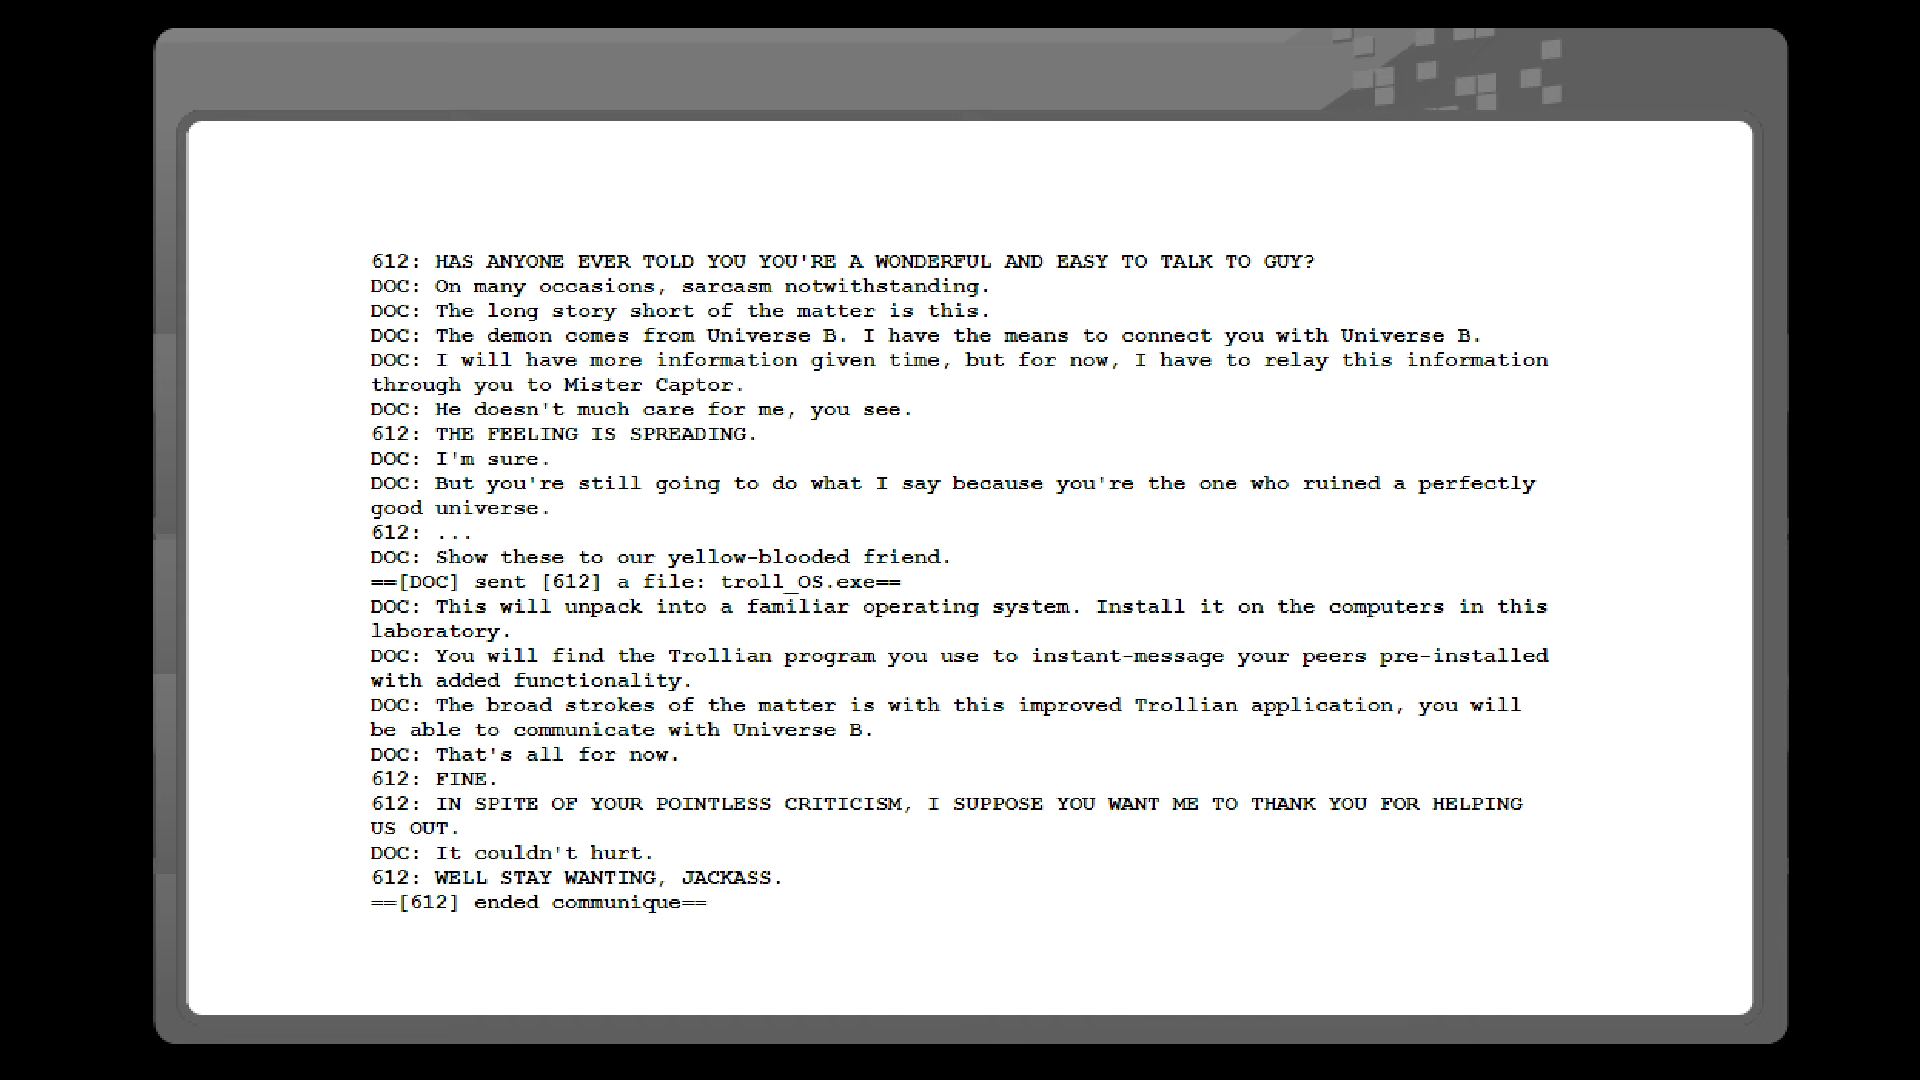 612: HAS ANYONE EVER TOLD YOU YOU'RE A WONDERFUL AND EASY TO TALK TO GUY?
DOC: On many occasions, sarcasm notwithstanding.
DOC: The long story short of the matter is this.
DOC: The demon comes from Universe B. I have the means to connect you with Universe B.
DOC: I will have more information given time, but for now, I have to relay this information
through you to Mister Captor.
DOC: He doesn't much care for me, you see.
612: THE FEELING IS SPREADING.
DOC: I'm sure.
DOC: But you're still going to do what I say because you're the one who ruined a perfectly
good universe.
612: ...
DOC: Show these to our yellow-blooded friend.
==[DOC] sent [612] a file: troll_OS.exe==
DOC: This will unpack into a familiar operating system. Install it on the computers in this
laboratory.
DOC: You will find the Trollian program you use to instant-message your peers pre-installed
with added functionality.
DOC: The broad strokes of the matter is with this improved Trollian application, you will
be able to communicate with Universe B.
DOC: That's all for now.
612: FINE.
612: IN SPITE OF YOUR POINTLESS CRITICISM, I SUPPOSE YOU WANT ME TO THANK YOU FOR HELPING
US OUT.
DOC: It couldn't hurt.
612: WELL STAY WANTING, JACKASS.
==[612] ended communique==